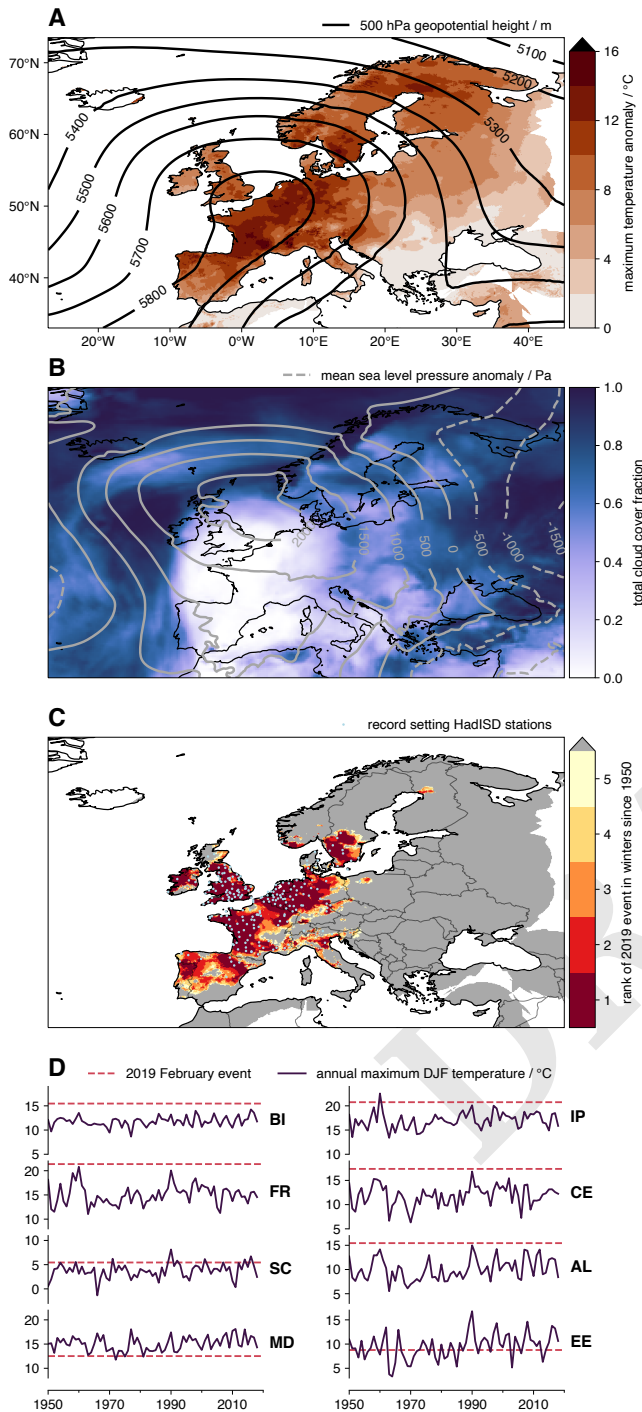 A
500 hPa geopotential height / m
70°N
60°N
50°N
40°N
20°W
10°W
0°W
10°E
20°E
30°E
40°E
5100
5200
5300
5400
5500
5600
5700
5800
16
12
8
4
0
maximum temperature anomaly / °C
B
mean sea level pressure anomaly / Pa
500
1000
500
0
-500
-1000
-1500
1.0
0.8
0.6
0.4
0.2
0.0
total cloud cover fraction
C
record setting HadISD stations
5
4
3
2
1
rank of 2019 event in winters since 1950
D
2019 February event
annual maximum DJF temperature / °C
15
10
5
BI
20
15
10
IP
20
15
10
FR
15
10
5
CE
5
0
SC
15
10
5
AL
15
10
MD
15
10
5
EE
1950
1970
1990
2010
1950
1970
1990
2010